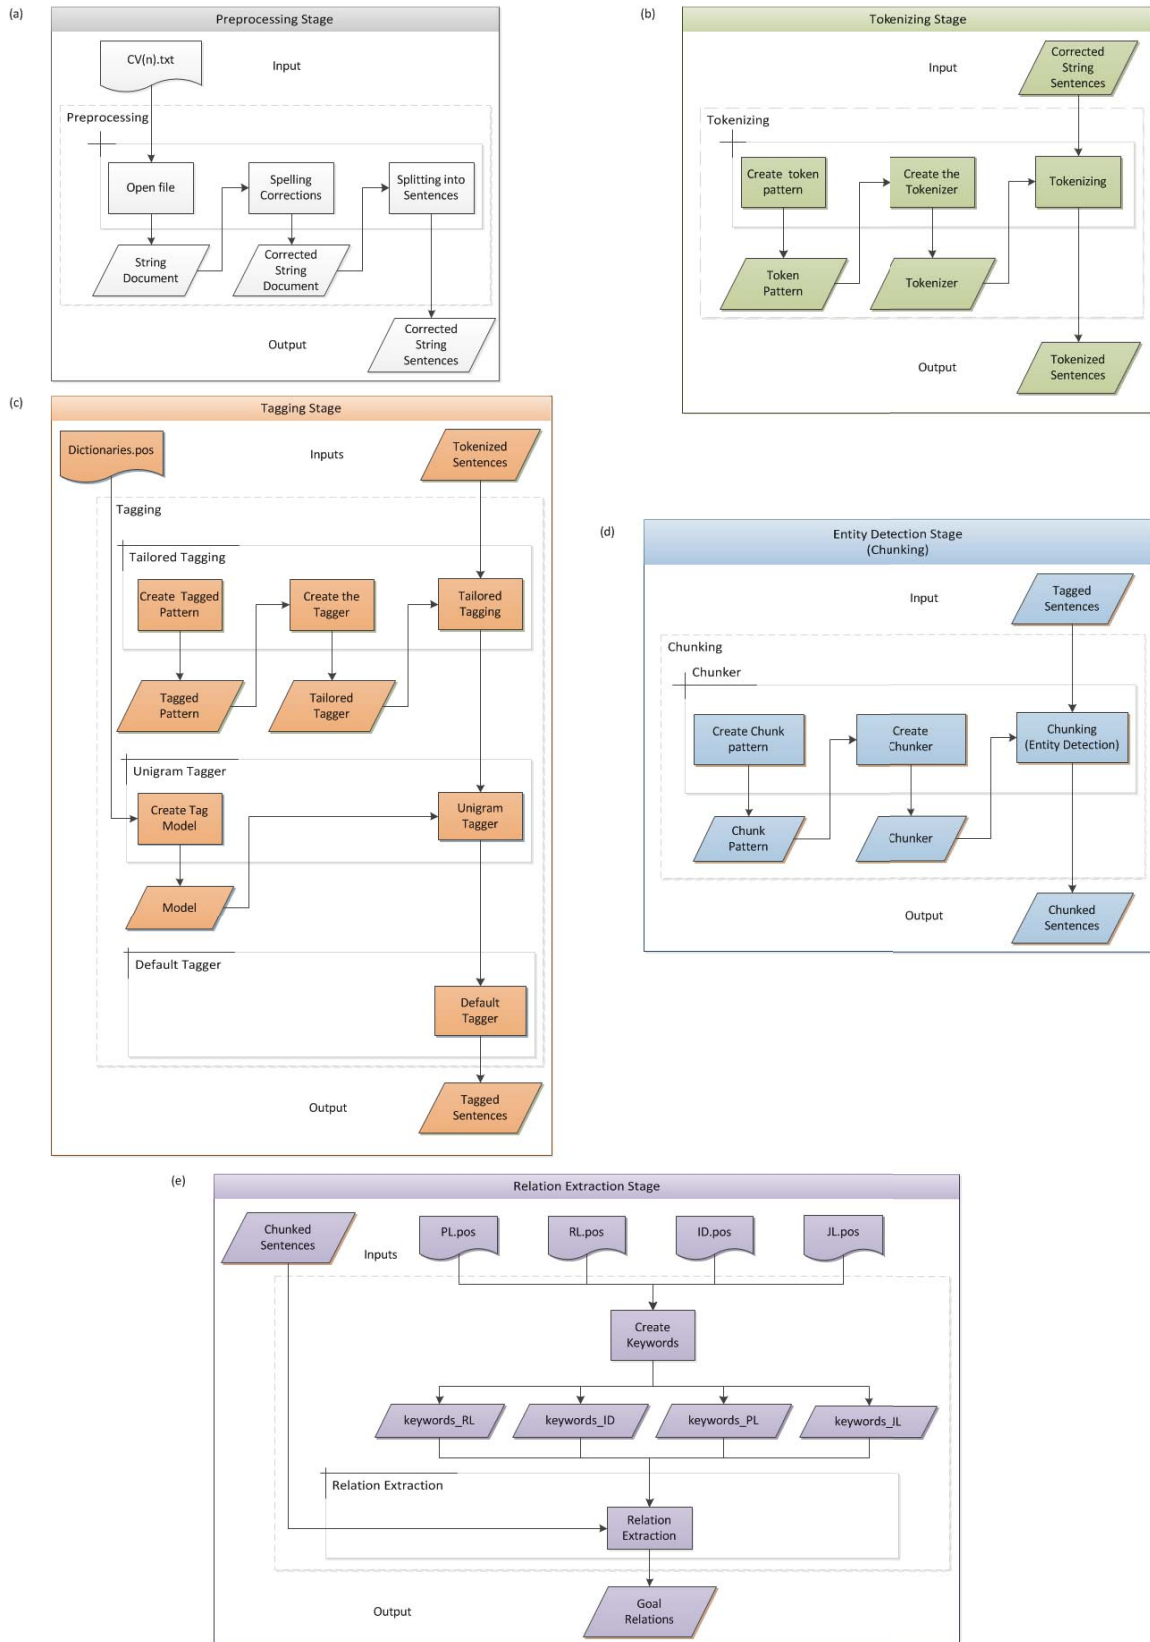 (a)
Preprocessing Stage
CV(n).txt
Input
Preprocessing
Open file
Spelling
Corrections
Splitting into
Sentences
String
Document
Corrected
String
Document
Output
Corrected
String
Sentences
(b)
Tokenizing Stage
Input
Corrected
String
Sentences
Tokenizing
Create token
pattern
Create the
Tokenizer
Tokenizing
Token
Pattern
Tokenizer
Output
Tokenized
Sentences
(c)
Tagging Stage
Dictionaries.pos
Inputs
Tokenized
Sentences
Tagging
Tailored Tagging
Create Tagged
Pattern
Create the
Tagger
Tailored
Tagging
Tagged
Pattern
Tailored
Tagger
Unigram Tagger
Create Tag
Model
Unigram
Tagger
Model
Default Tagger
Default
Tagger
Output
Tagged
Sentences
(d)
Entity Detection Stage
(Chunking)
Input
Tagged
Sentences
Chunking
Chunker
Create Chunk
pattern
Create
Chunker
Chunking
(Entity Detection)
Chunk
Pattern
Chunker
Output
Chunked
Sentences
(e)
Relation Extraction Stage
Chunked
Sentences
Inputs
PL.pos
RL.pos
ID.pos
JL.pos
Create
Keywords
keywords_RL
keywords_ID
keywords_PL
keywords_JL
Relation Extraction
Relation
Extraction
Output
Goal
Relations